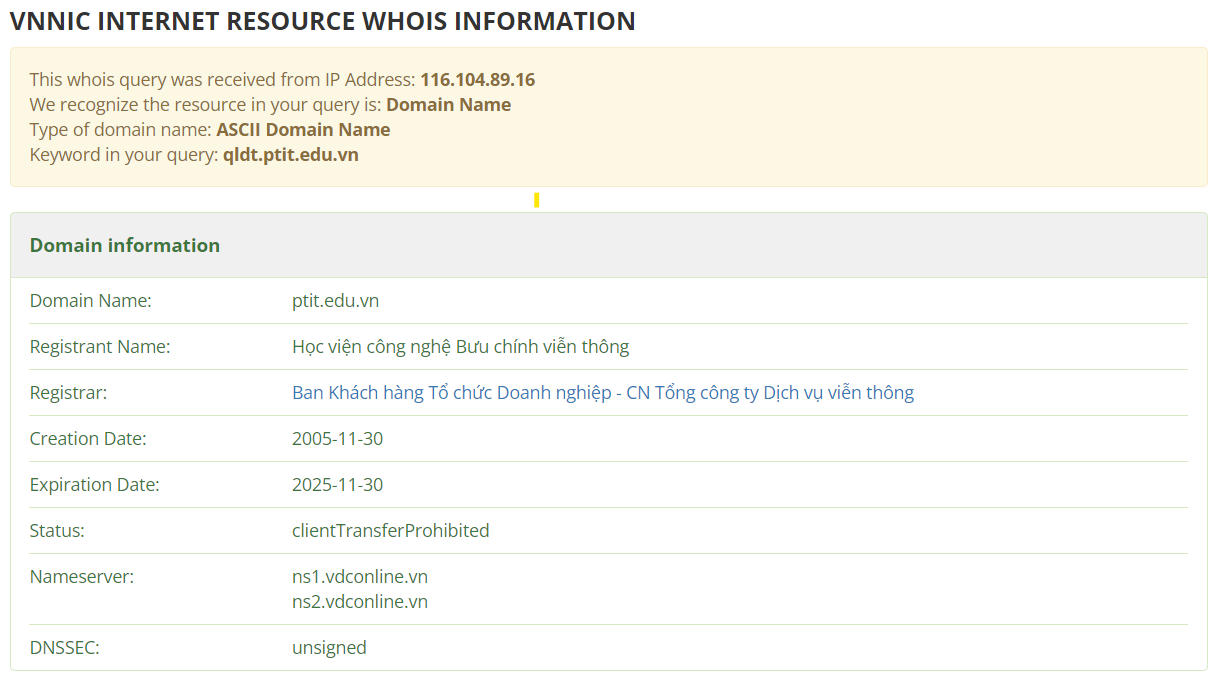 VNNIC INTERNET RESOURCE WHOIS INFORMATION
This whois query was received from IP Address: 116.104.89.16
We recognize the resource in your query is: Domain Name
Type of domain name: ASCII Domain Name
Keyword in your query: qldt.ptit.edu.vn
Domain information
Domain Name: ptit.edu.vn
Registrant Name: Học viện công nghệ Bưu chính viễn thông
Registrar: Ban Khách hàng Tổ chức Doanh nghiệp - CN Tổng công ty Dịch vụ viễn thông
Creation Date: 2005-11-30
Expiration Date: 2025-11-30
Status: clientTransferProhibited
Nameserver: ns1.vdconline.vn
ns2.vdconline.vn
DNSSEC: unsigned